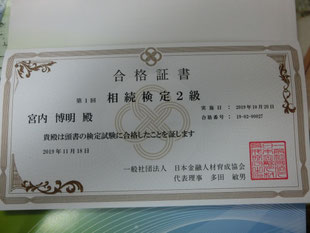 合格証書
第1回 相続検定2級
実施日：2019年10月20日
宮内 博明 殿
合格番号：19-02-00027
貴殿は頭書の検定試験に合格したことを証します
2019年11月18日
一般社団法人 日本金融人材育成協会
代表理事 多田 敏男